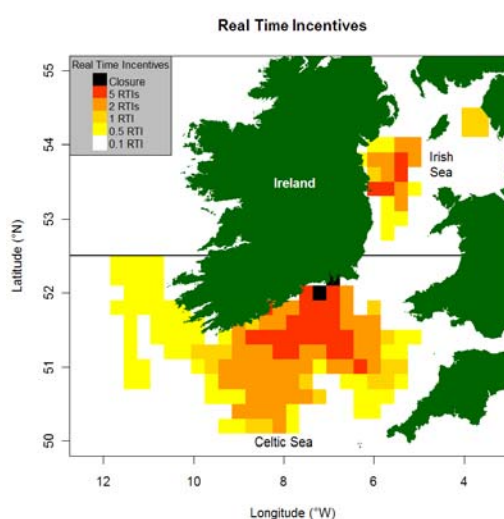 Real Time Incentives
Real Time Incentives
Closure
5 RTIs
2 RTIs
1 RTI
0.5 RTI
0.1 RTI
Ireland
Irish
Sea
Celtic Sea
55
54
53
52
51
50
Latitude (°N)
12
10
8
6
4
Longitude (°W)